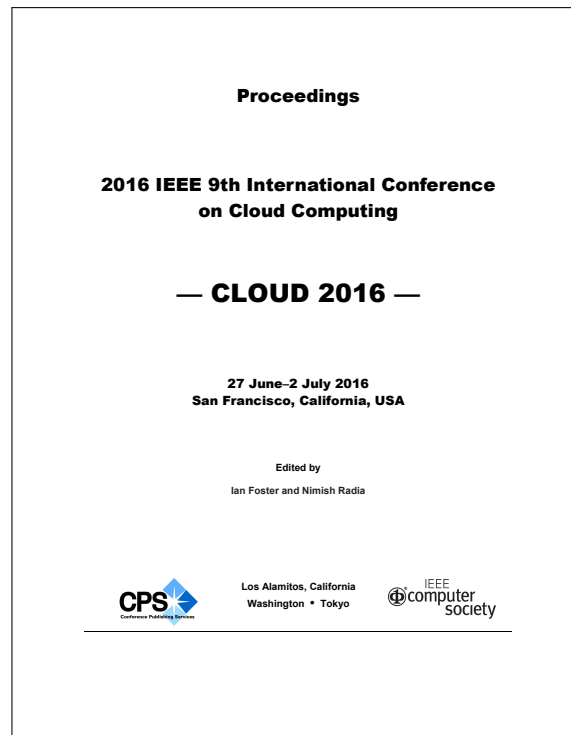 Proceedings
2016 IEEE 9th International Conference
on Cloud Computing
— CLOUD 2016 —
27 June–2 July 2016
San Francisco, California, USA
Edited by
Ian Foster and Nimish Radia
CPS
Conference Publishing Services
Los Alamitos, California
Washington • Tokyo
IEEE
computer
society